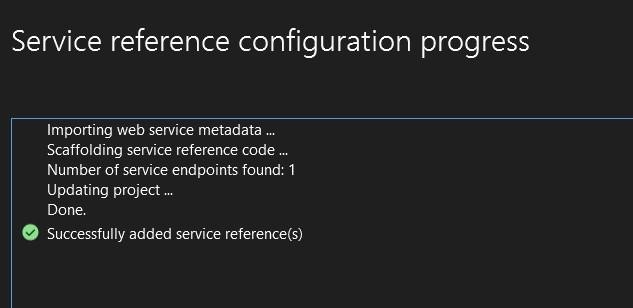 Service reference configuration progress
Importing web service metadata ...
Scaffolding service reference code ...
Number of service endpoints found: 1
Updating project ...
Done.
Successfully added service reference(s)